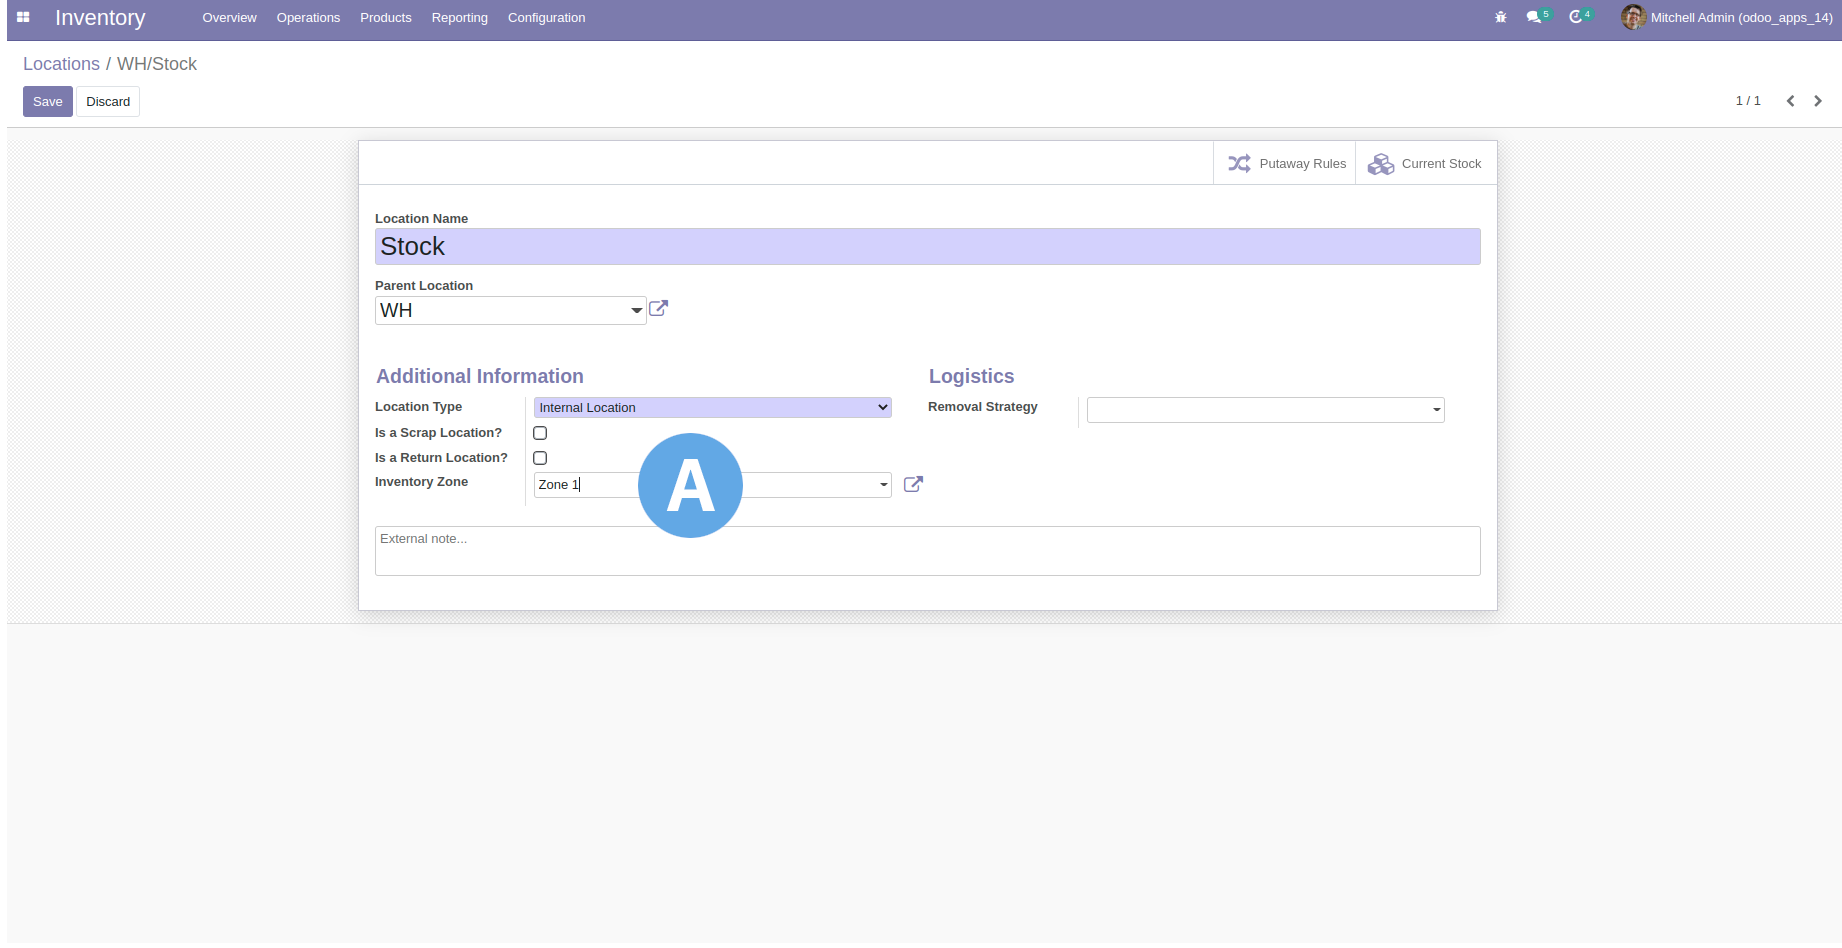 Inventory Overview Operations Products Reporting Configuration 5 4 Mitchell Admin (odoo_apps_14)
Locations / WH/Stock
Save Discard 1 / 1
Putaway Rules Current Stock
Location Name
Stock
Parent Location
WH
Additional Information Logistics
Location Type Internal Location Removal Strategy
Is a Scrap Location?
Is a Return Location?
Inventory Zone Zone 1 A
External note...